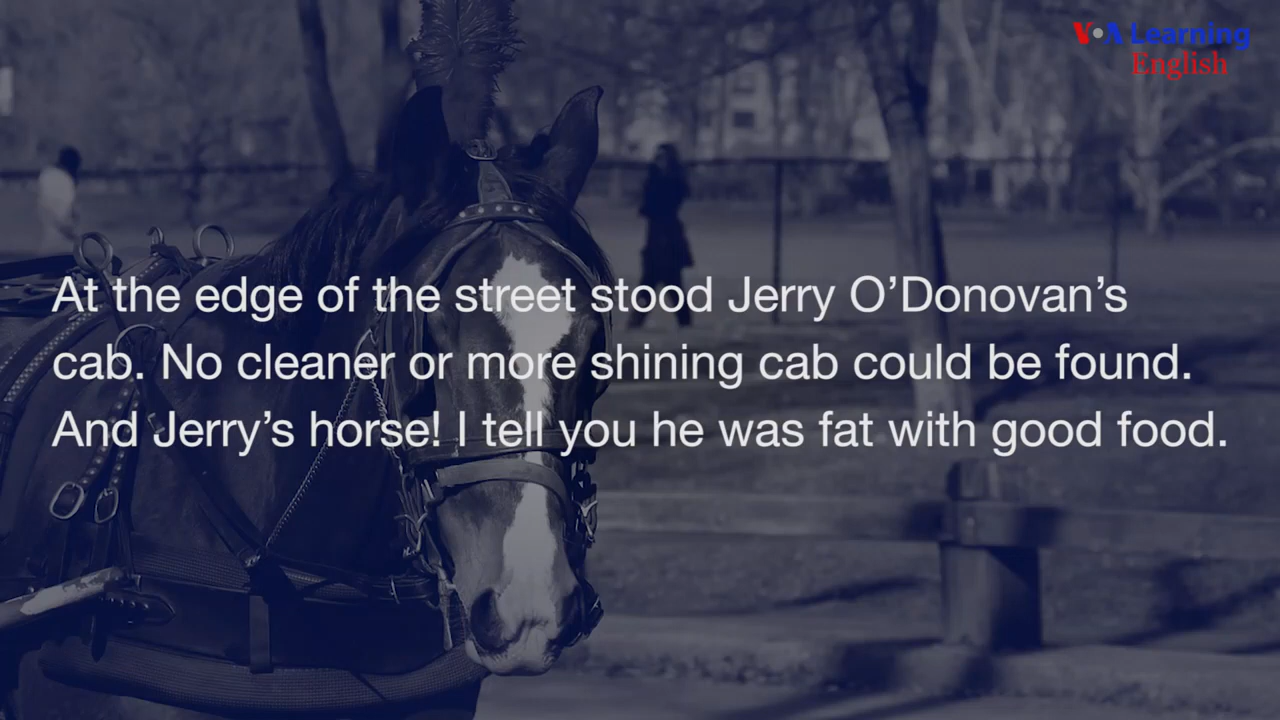 VOA Learning
English
At the edge of the street stood Jerry O’Donovan’s
cab. No cleaner or more shining cab could be found.
And Jerry’s horse! I tell you he was fat with good food.